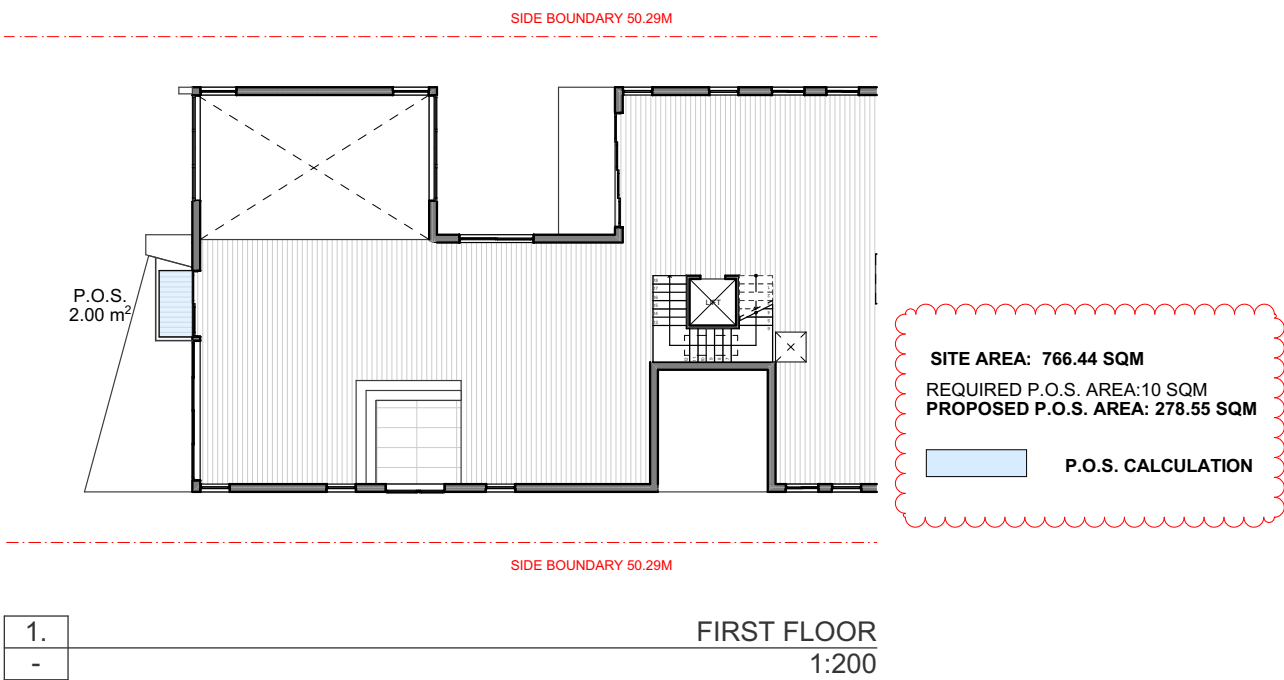 SIDE BOUNDARY 50.29M
P.O.S.
2.00 m²
LIFT
SITE AREA: 766.44 SQM
REQUIRED P.O.S. AREA:10 SQM
PROPOSED P.O.S. AREA: 278.55 SQM
P.O.S. CALCULATION
SIDE BOUNDARY 50.29M
1.
FIRST FLOOR
-
1:200